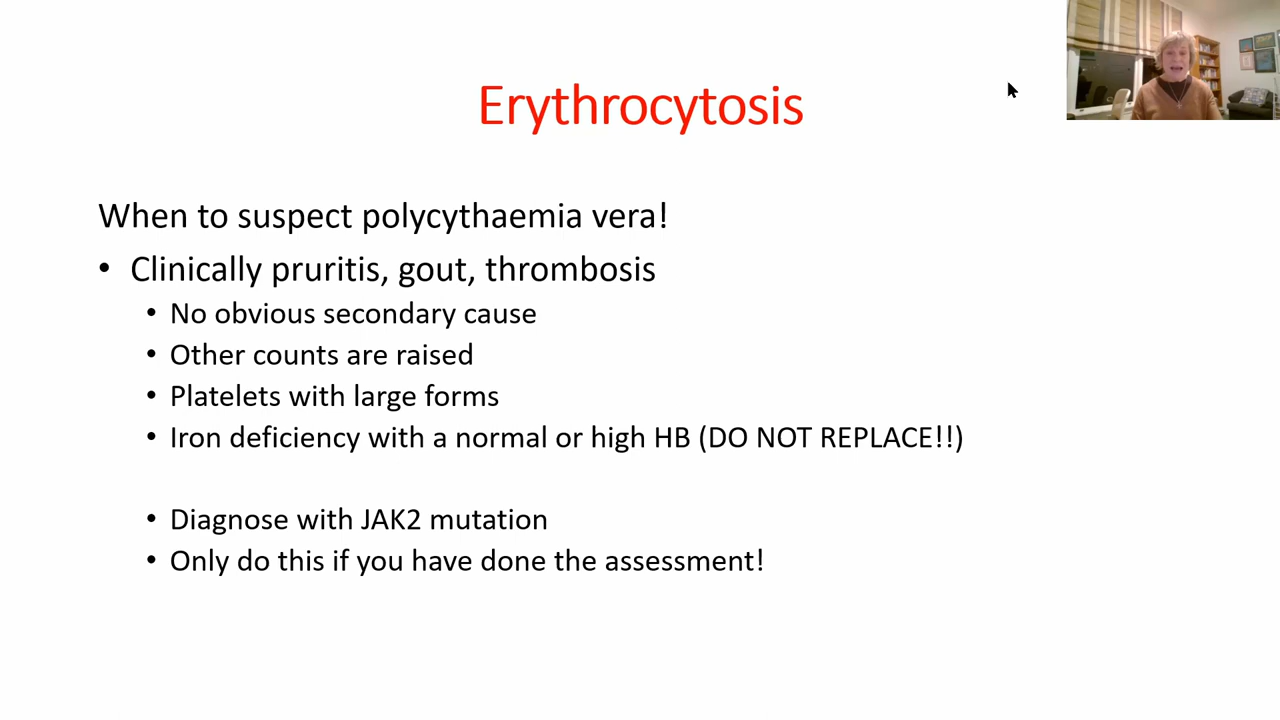 Erythrocytosis
When to suspect polycythaemia vera!
• Clinically pruritis, gout, thrombosis
• No obvious secondary cause
• Other counts are raised
• Platelets with large forms
• Iron deficiency with a normal or high HB (DO NOT REPLACE!!)
• Diagnose with JAK2 mutation
• Only do this if you have done the assessment!